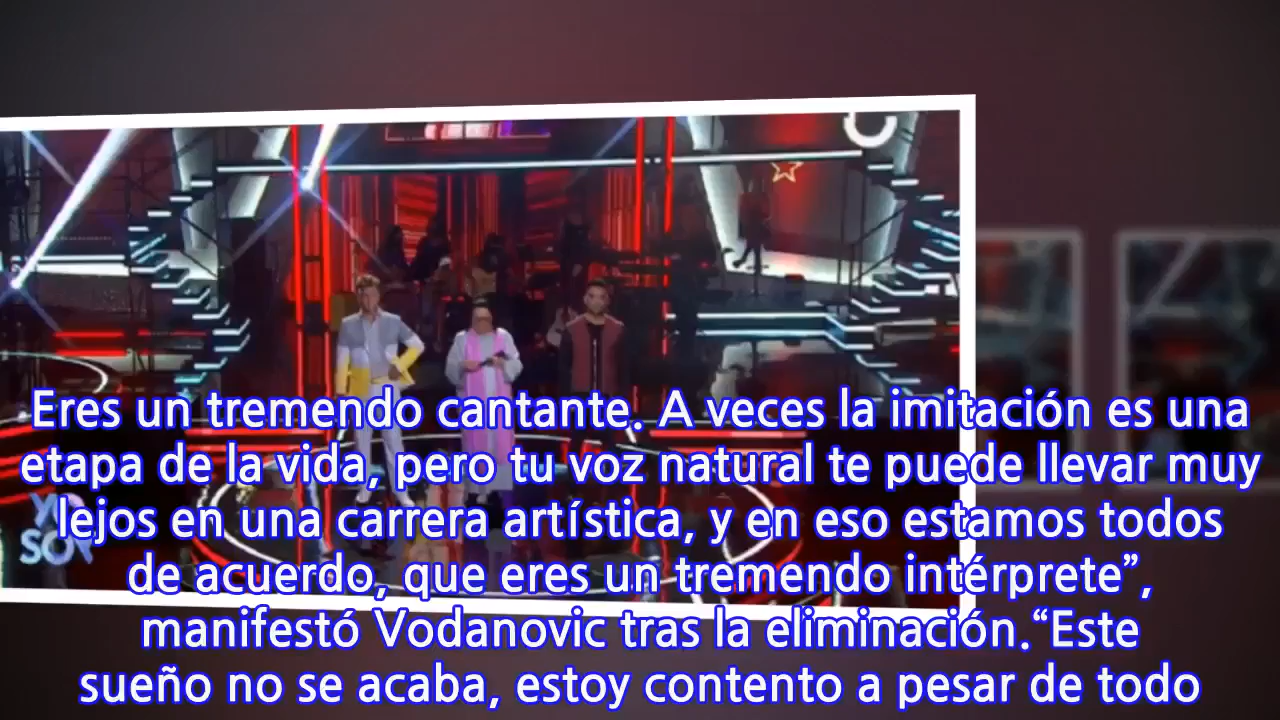 Eres un tremendo cantante. A veces la imitación es una
etapa de la vida, pero tu voz natural te puede llevar muy
lejos en una carrera artística, y en eso estamos todos
de acuerdo, que eres un tremendo intérprete”,
manifestó Vodanovic tras la eliminación.“Este
sueño no se acaba, estoy contento a pesar de todo
YO
SOY